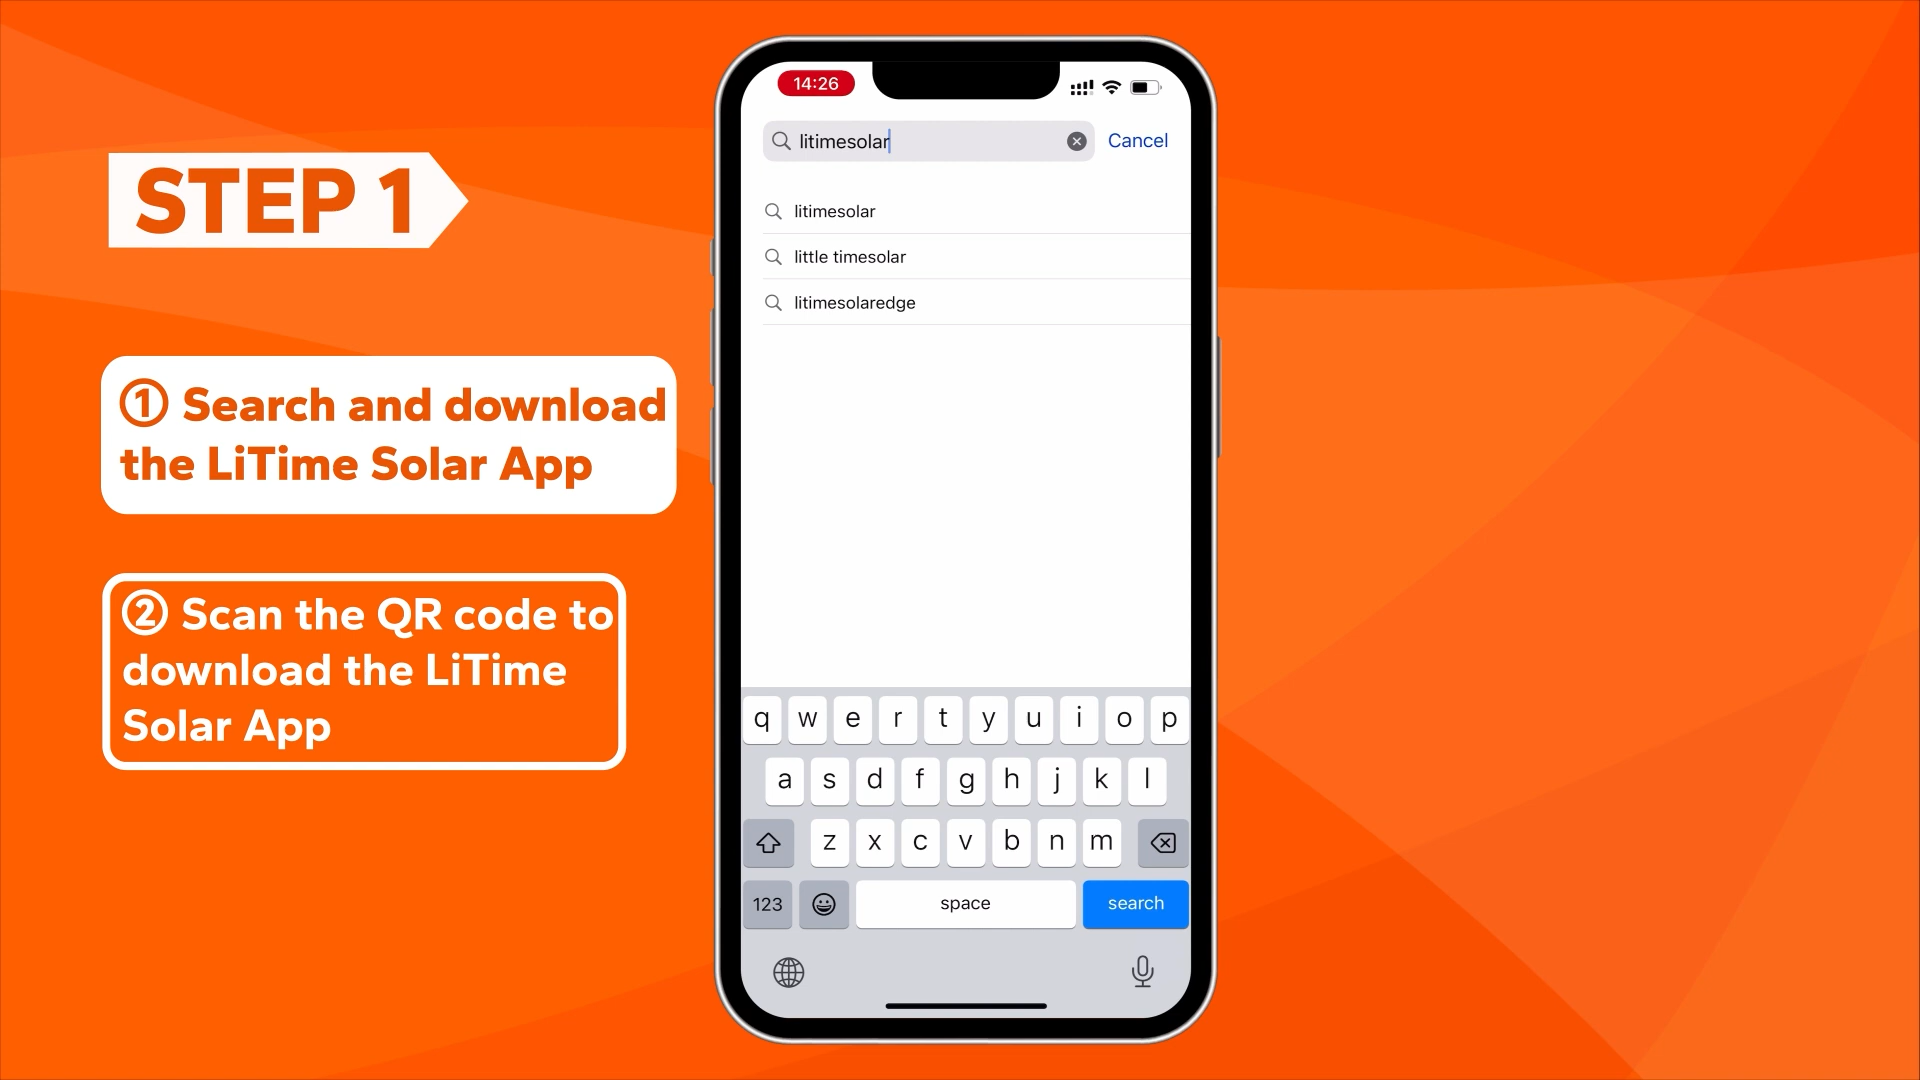 STEP 1
① Search and download
the LiTime Solar App
② Scan the QR code to
download the LiTime
Solar App
14:26
litimesolar
Cancel
litimesolar
little timesolar
litimesolaredge
q w e r t y u i o p
a s d f g h j k l
z x c v b n m
123 space search